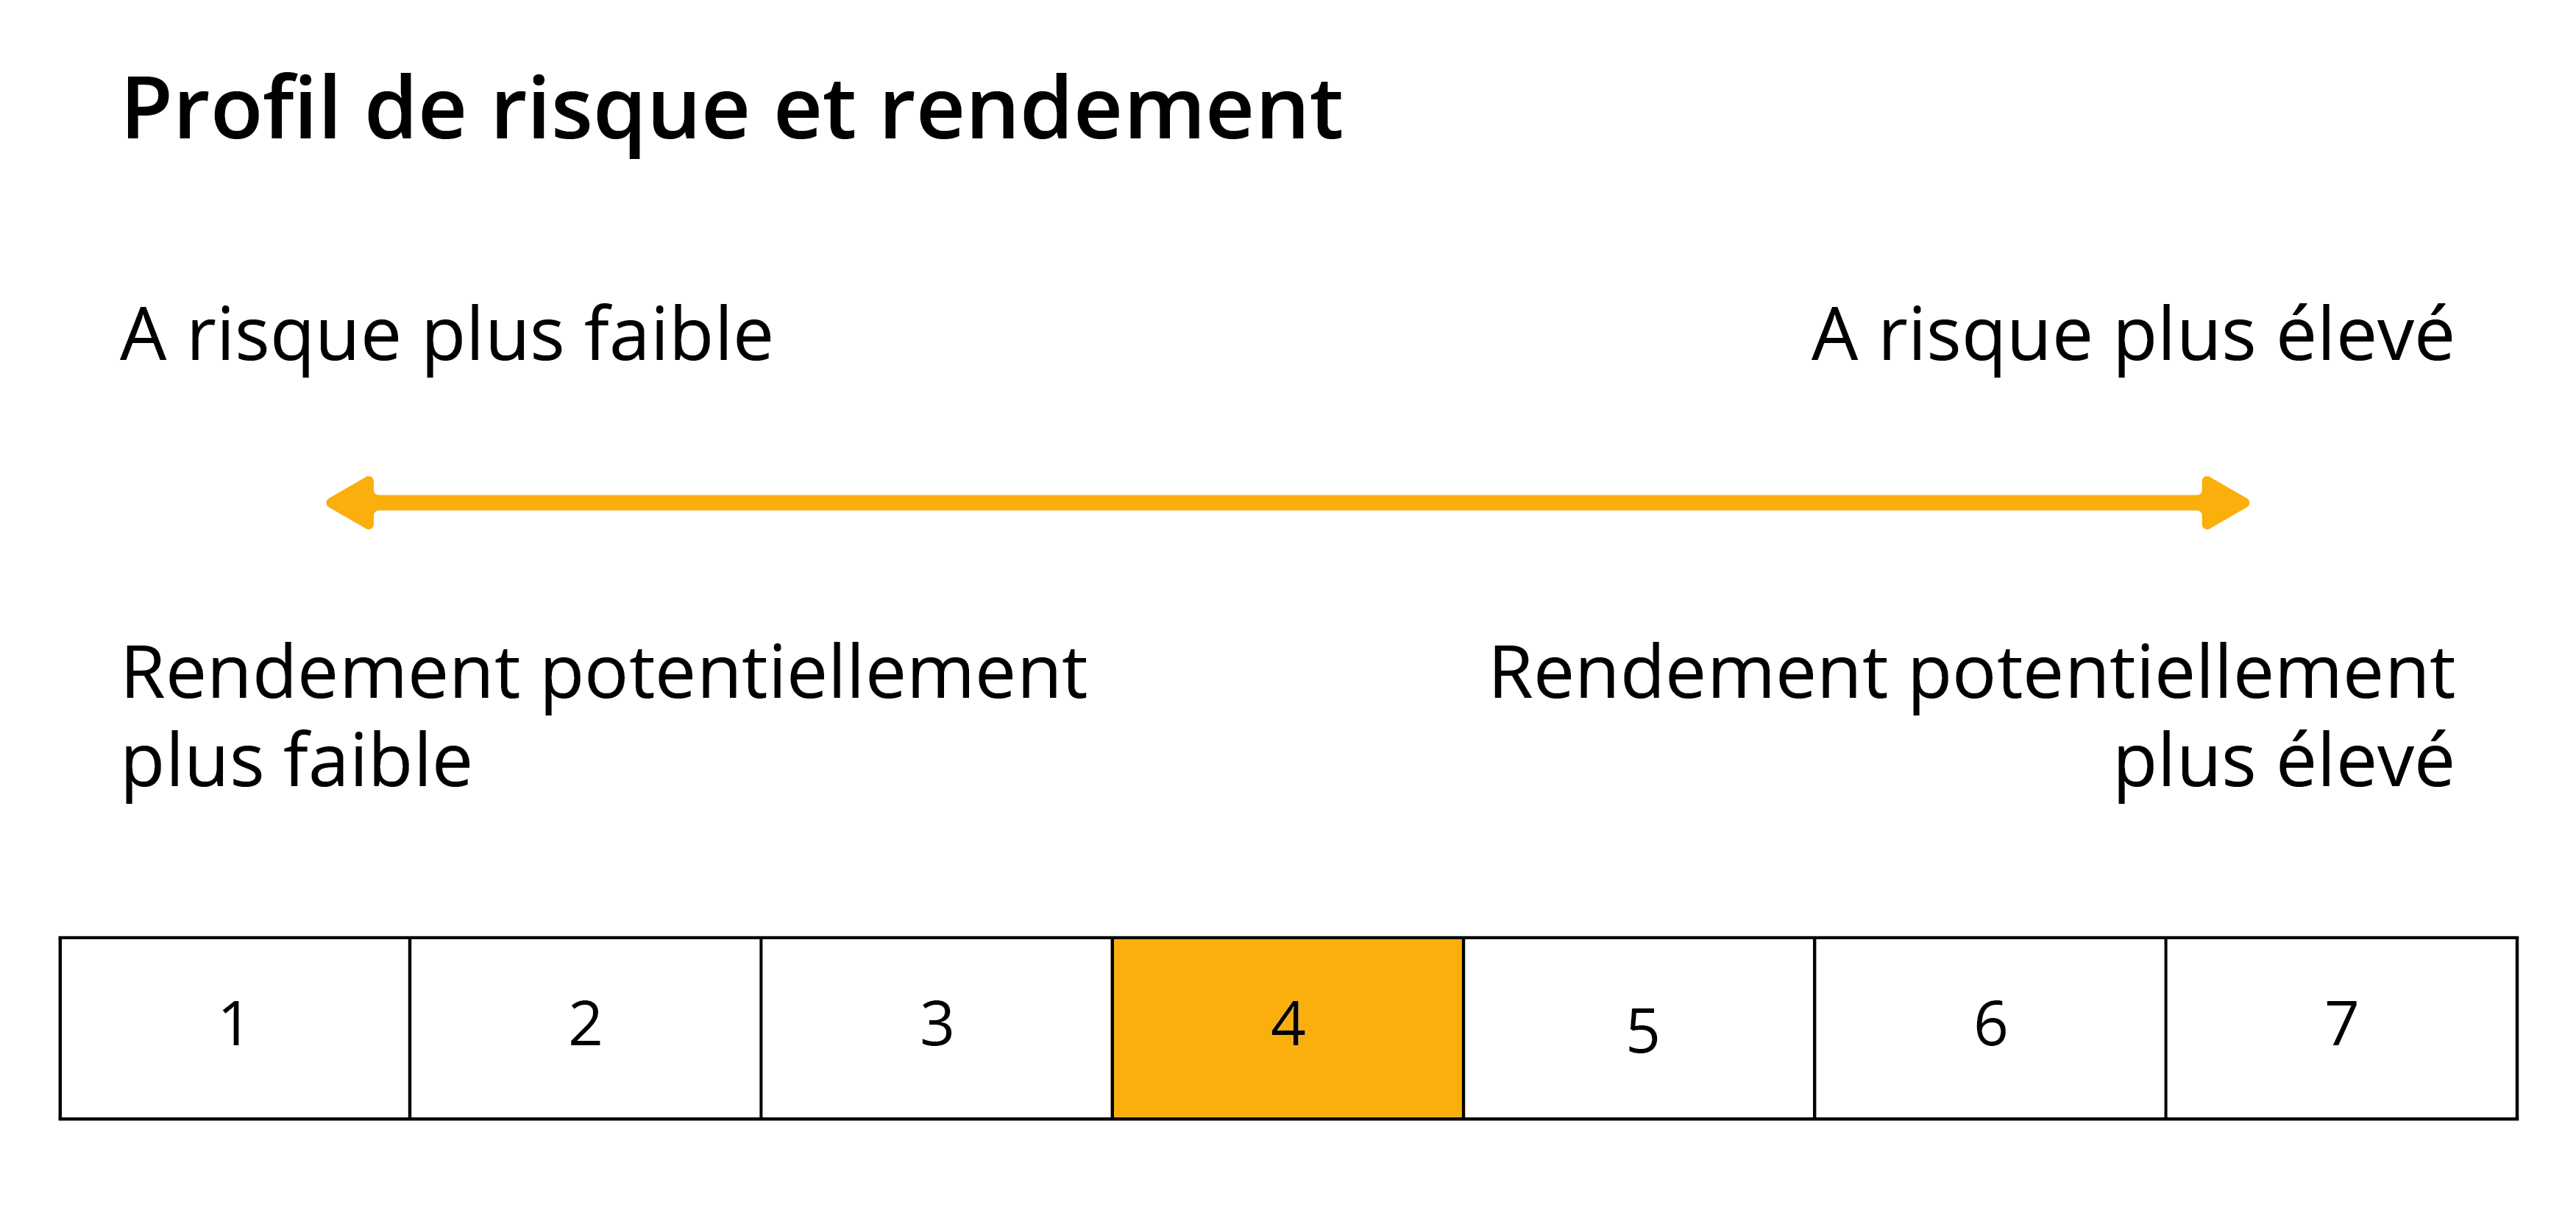 Profil de risque et rendement
A risque plus faible
A risque plus élevé
Rendement potentiellement
plus faible
Rendement potentiellement
plus élevé
1 2 3 4 5 6 7